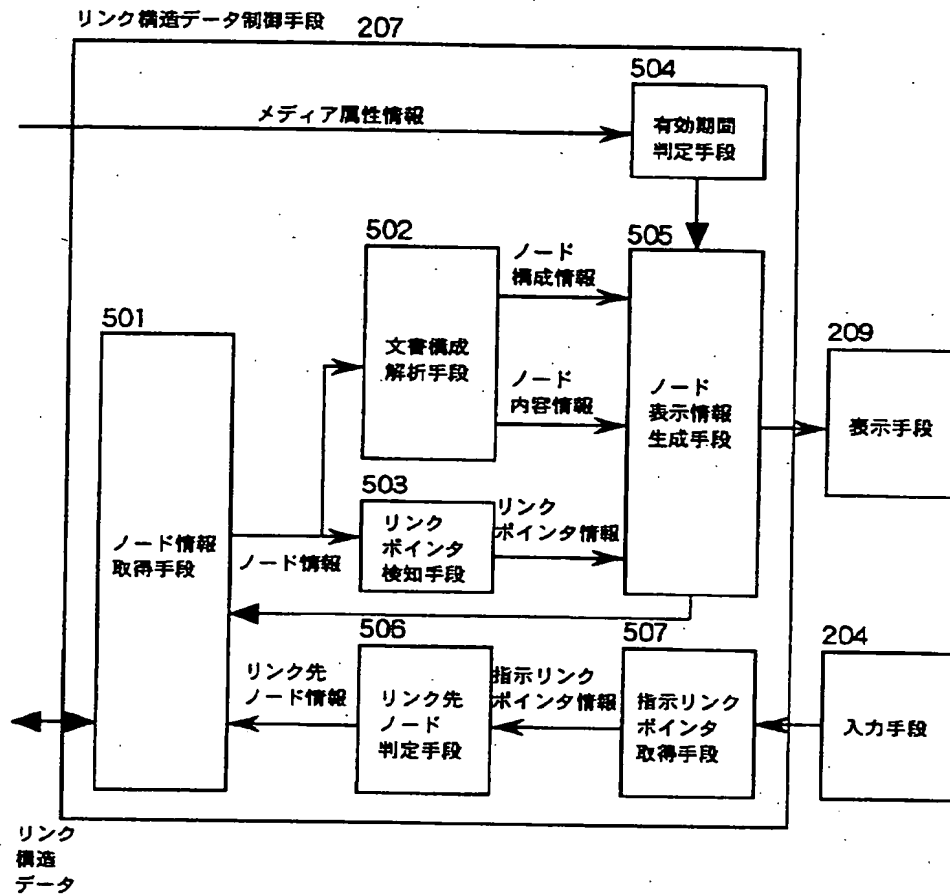 リンク構造データ制御手段 207
504
メディア属性情報
有効期間
判定手段
502
505
ノード
構成情報
501
209
文書構成
解析手段
ノード
内容情報
ノード
表示情報
生成手段
表示手段
503
リンク
ポインタ
検知手段
リンク
ポインタ情報
ノード情報
取得手段
ノード情報
506
507
204
リンク先
ノード情報
リンク先
ノード
判定手段
指示リンク
ポインタ情報
指示リンク
ポインタ
取得手段
入力手段
リンク
構造
データ